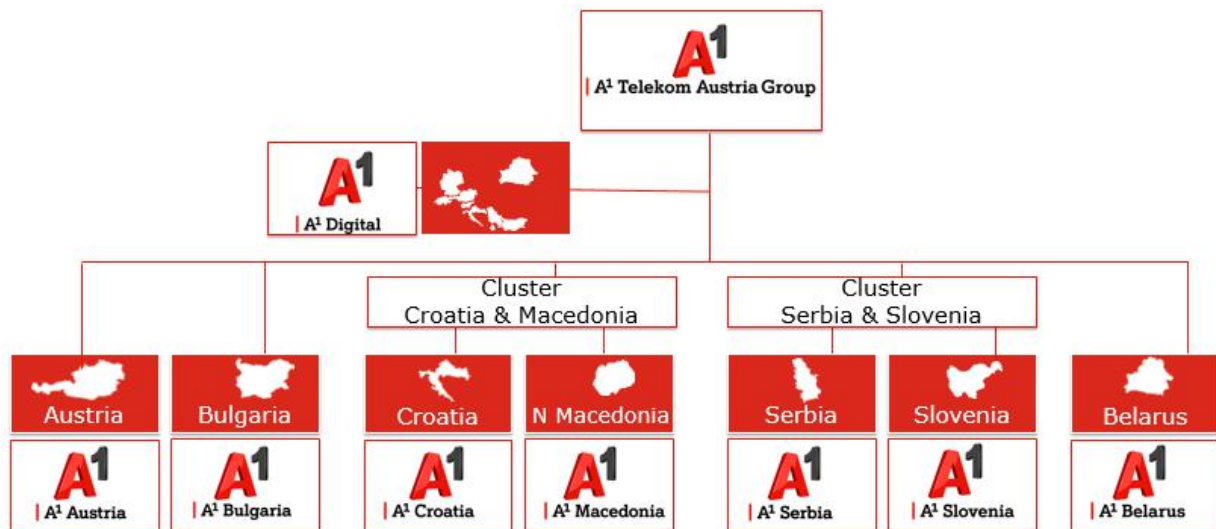 A1
A¹ Telekom Austria Group
A1
A¹ Digital
Cluster
Croatia & Macedonia
Cluster
Serbia & Slovenia
Austria
Bulgaria
Croatia
N Macedonia
Serbia
Slovenia
Belarus
A1
A¹ Austria
A1
A¹ Bulgaria
A1
A¹ Croatia
A1
A¹ Macedonia
A1
A¹ Serbia
A1
A¹ Slovenia
A1
A¹ Belarus